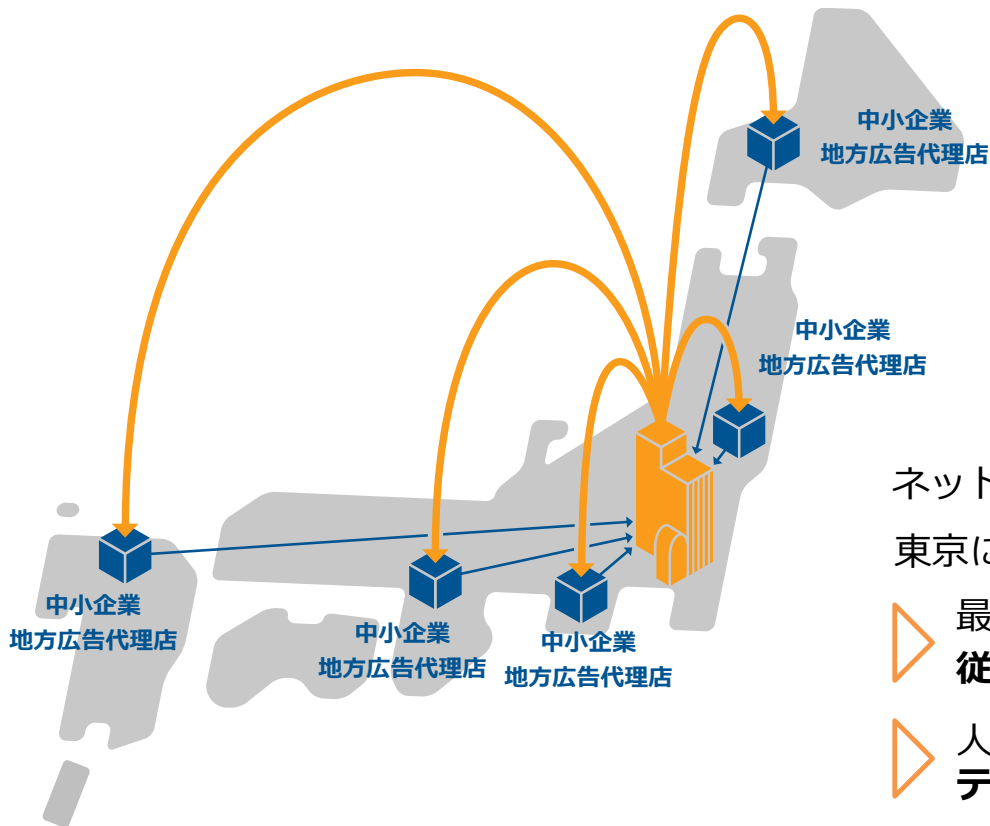 中小企業
地方広告代理店
中小企業
地方広告代理店
中小企業
地方広告代理店
中小企業
地方広告代理店
中小企業
地方広告代理店
ネット
東京に
最
従
人
テ